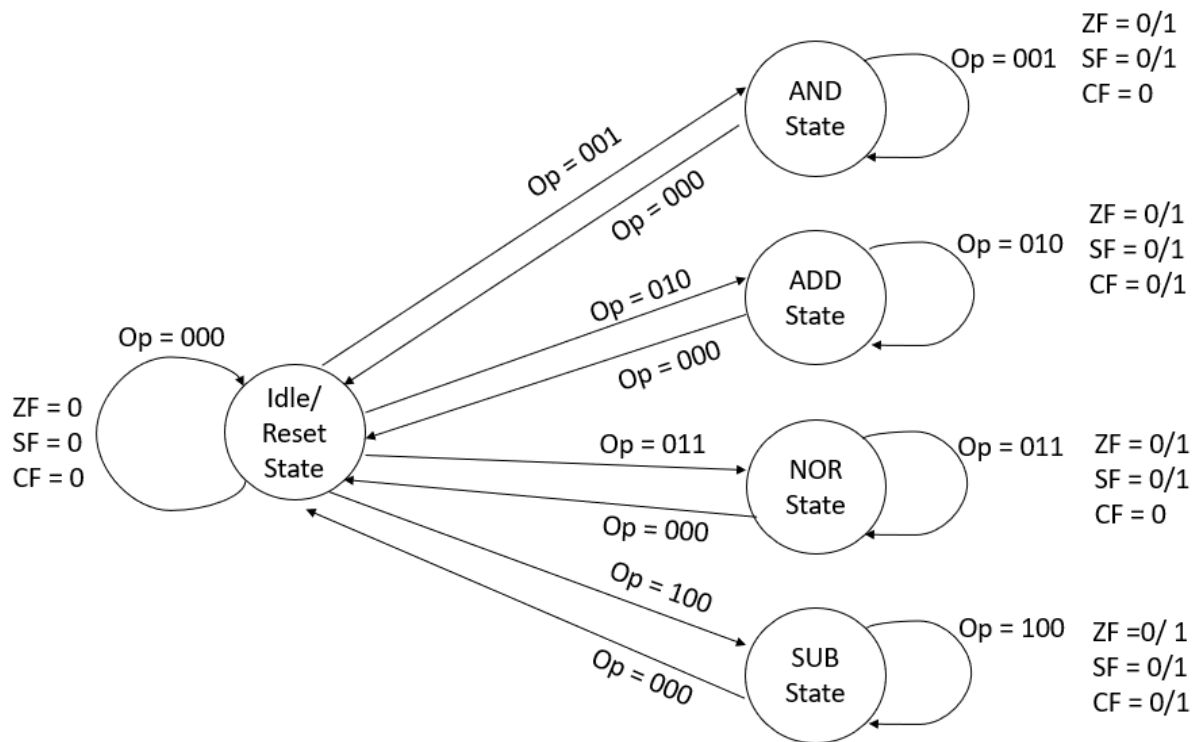 ZF = 0/1
SF = 0/1
CF = 0
Op = 001
AND
State
Op = 001
Op = 000
ZF = 0/1
SF = 0/1
CF = 0/1
Op = 010
ADD
State
Op = 010
Op = 000
Op = 000
ZF = 0
SF = 0
CF = 0
Idle/
Reset
State
Op = 011
Op = 000
NOR
State
Op = 011
ZF = 0/1
SF = 0/1
CF = 0
Op = 100
Op = 000
SUB
State
Op = 100
ZF =0/ 1
SF = 0/1
CF = 0/1